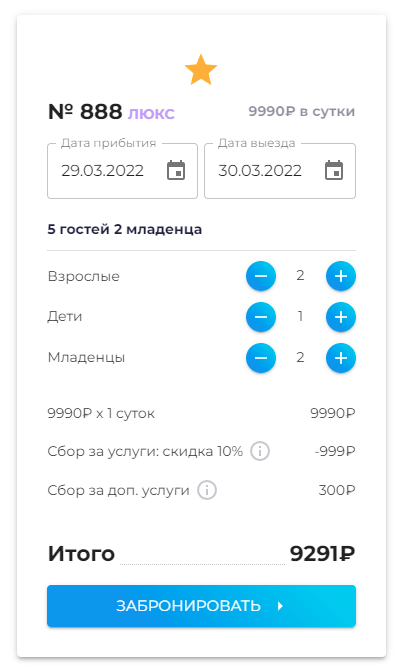 № 888 ЛЮКС 9990₽ в сутки
Дата прибытия Дата выезда
29.03.2022 30.03.2022
5 гостей 2 младенца
Взрослые 2
Дети 1
Младенцы 2
9990₽ х 1 суток 9990₽
Сбор за услуги: скидка 10% -999₽
Сбор за доп. услуги 300₽
Итого 9291₽
ЗАБРОНИРОВАТЬ